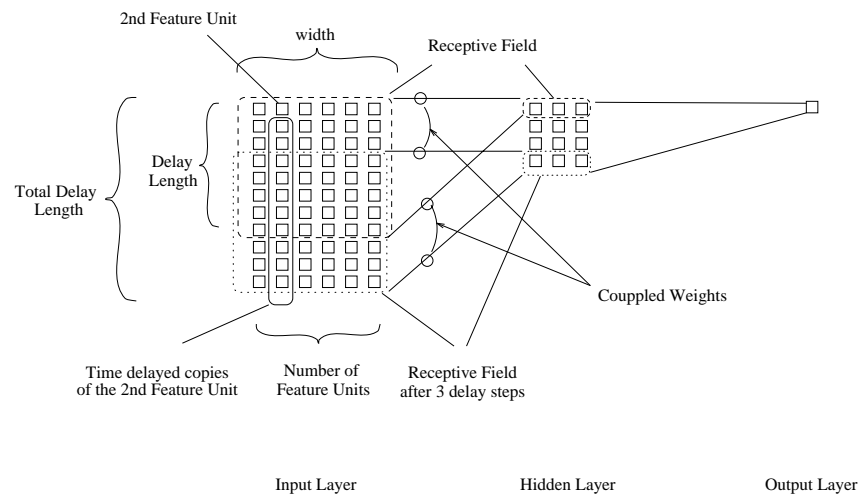 2nd Feature Unit
width
Receptive Field
Delay
Length
Total Delay
Length
Couppled Weights
Time delayed copies
of the 2nd Feature Unit
Number of
Feature Units
Receptive Field
after 3 delay steps
Input Layer
Hidden Layer
Output Layer